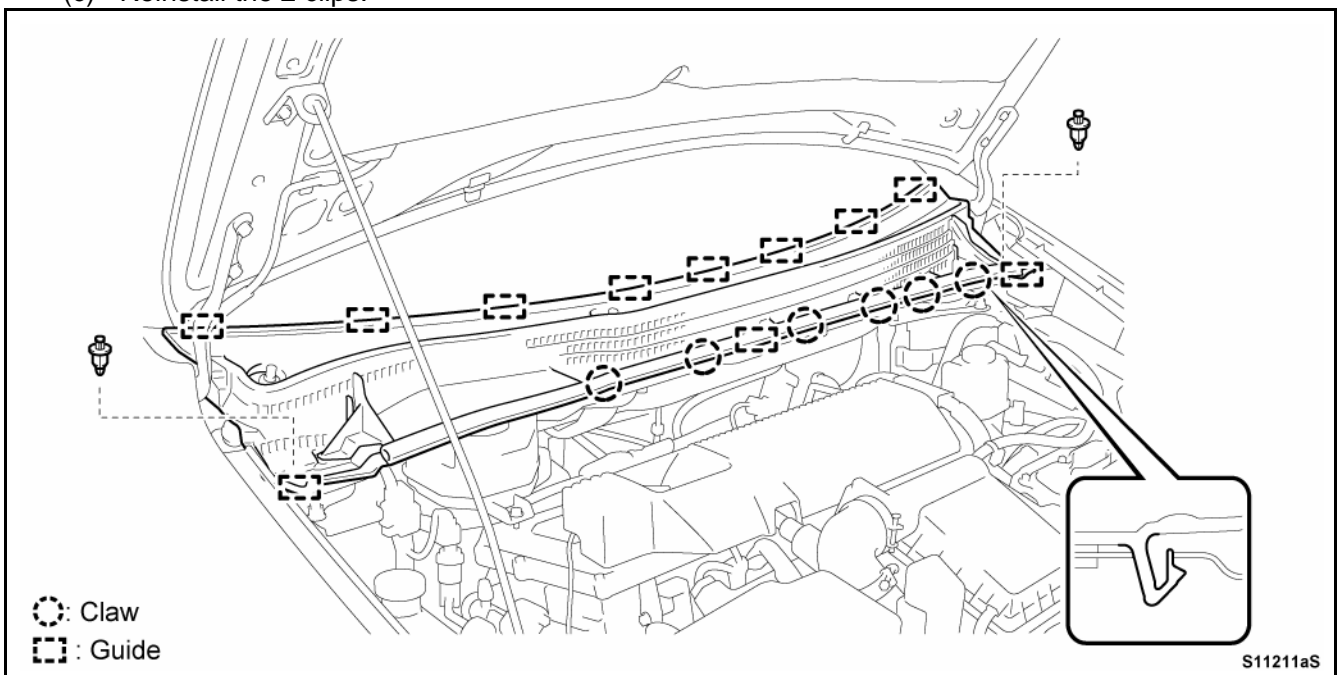 Reinstall the 2 clips.
: Claw
: Guide
S11211aS